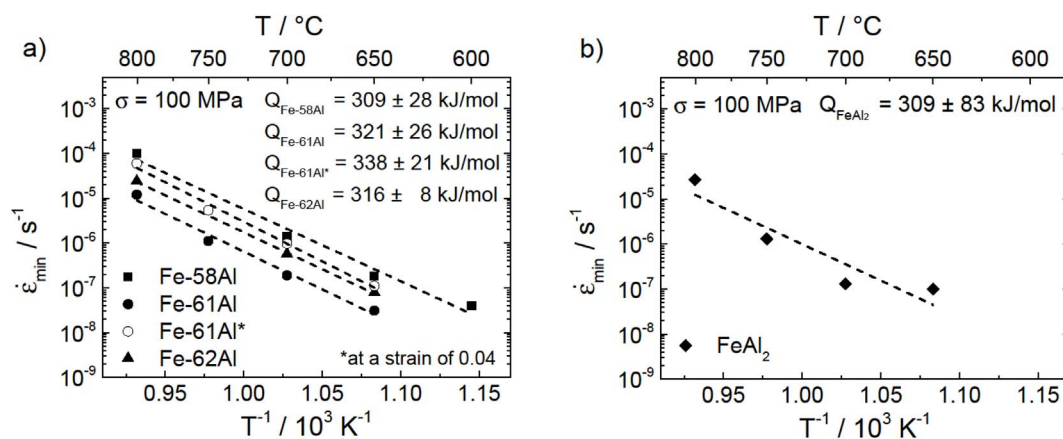 a)
T / °C
800 750 700 650 600
σ = 100 MPa
Q_Fe-58Al = 309 ± 28 kJ/mol
Q_Fe-61Al = 321 ± 26 kJ/mol
Q_Fe-61Al* = 338 ± 21 kJ/mol
Q_Fe-62Al = 316 ± 8 kJ/mol
10⁻³
10⁻⁴
10⁻⁵
10⁻⁶
10⁻⁷
10⁻⁸
10⁻⁹
ε̇_min / s⁻¹
Fe-58Al
Fe-61Al
Fe-61Al*
Fe-62Al
*at a strain of 0.04
0.95 1.00 1.05 1.10 1.15
T⁻¹ / 10³ K⁻¹
b)
T / °C
800 750 700 650 600
σ = 100 MPa Q_FeAl₂ = 309 ± 83 kJ/mol
10⁻³
10⁻⁴
10⁻⁵
10⁻⁶
10⁻⁷
10⁻⁸
10⁻⁹
ε̇_min / s⁻¹
FeAl₂
0.95 1.00 1.05 1.10 1.15
T⁻¹ / 10³ K⁻¹